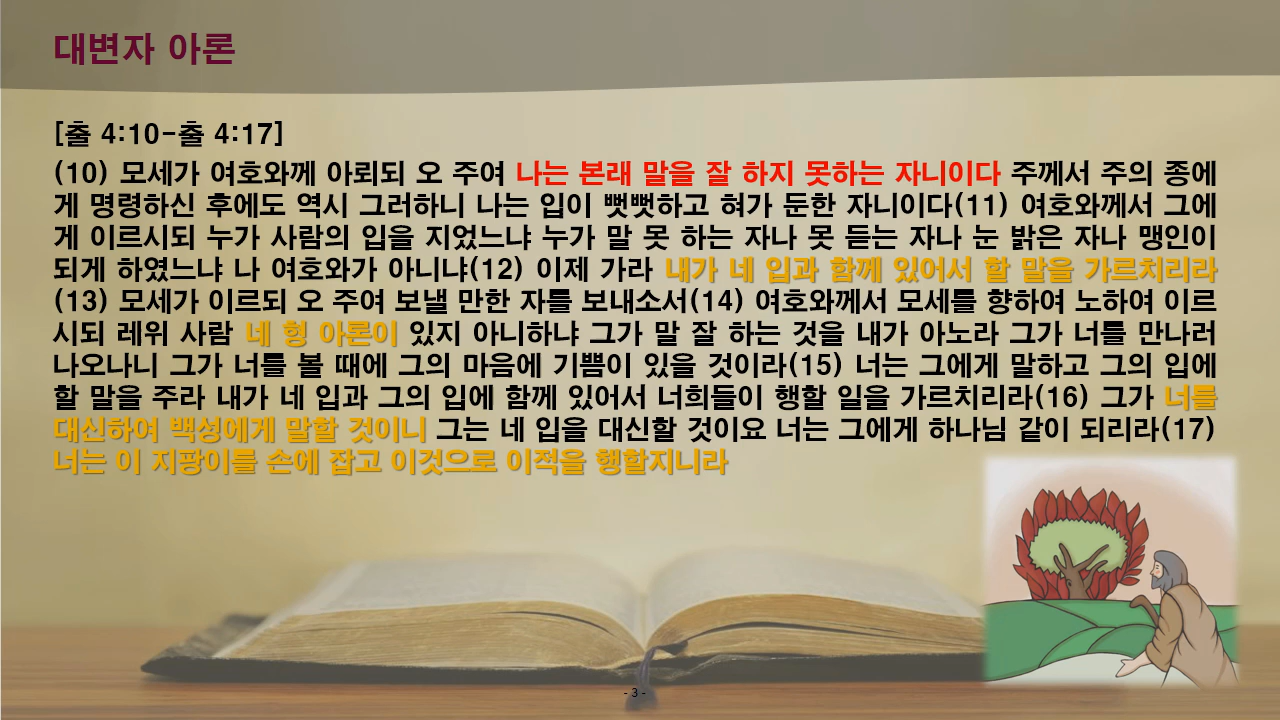 대변자 아론
[출 4:10-출 4:17]
(10) 모세가 여호와께 아뢰되 오 주여 나는 본래 말을 잘 하지 못하는 자니이다 주께서 주의 종에
게 명령하신 후에도 역시 그러하니 나는 입이 뻣뻣하고 혀가 둔한 자니이다(11) 여호와께서 그에
게 이르시되 누가 사람의 입을 지었느냐 누가 말 못 하는 자나 못 듣는 자나 눈 밝은 자나 맹인이
되게 하였느냐 나 여호와가 아니냐(12) 이제 가라 내가 네 입과 함께 있어서 할 말을 가르치리라
(13) 모세가 이르되 오 주여 보낼 만한 자를 보내소서(14) 여호와께서 모세를 향하여 노하여 이르
시되 레위 사람 네 형 아론이 있지 아니하냐 그가 말 잘 하는 것을 내가 아노라 그가 너를 만나러
나오나니 그가 너를 볼 때에 그의 마음에 기쁨이 있을 것이라(15) 너는 그에게 말하고 그의 입에
할 말을 주라 내가 네 입과 그의 입에 함께 있어서 너희들이 행할 일을 가르치리라(16) 그가 너를
대신하여 백성에게 말할 것이니 그는 네 입을 대신할 것이요 너는 그에게 하나님 같이 되리라(17)
너는 이 지팡이를 손에 잡고 이것으로 이적을 행할지니라
- 3 -